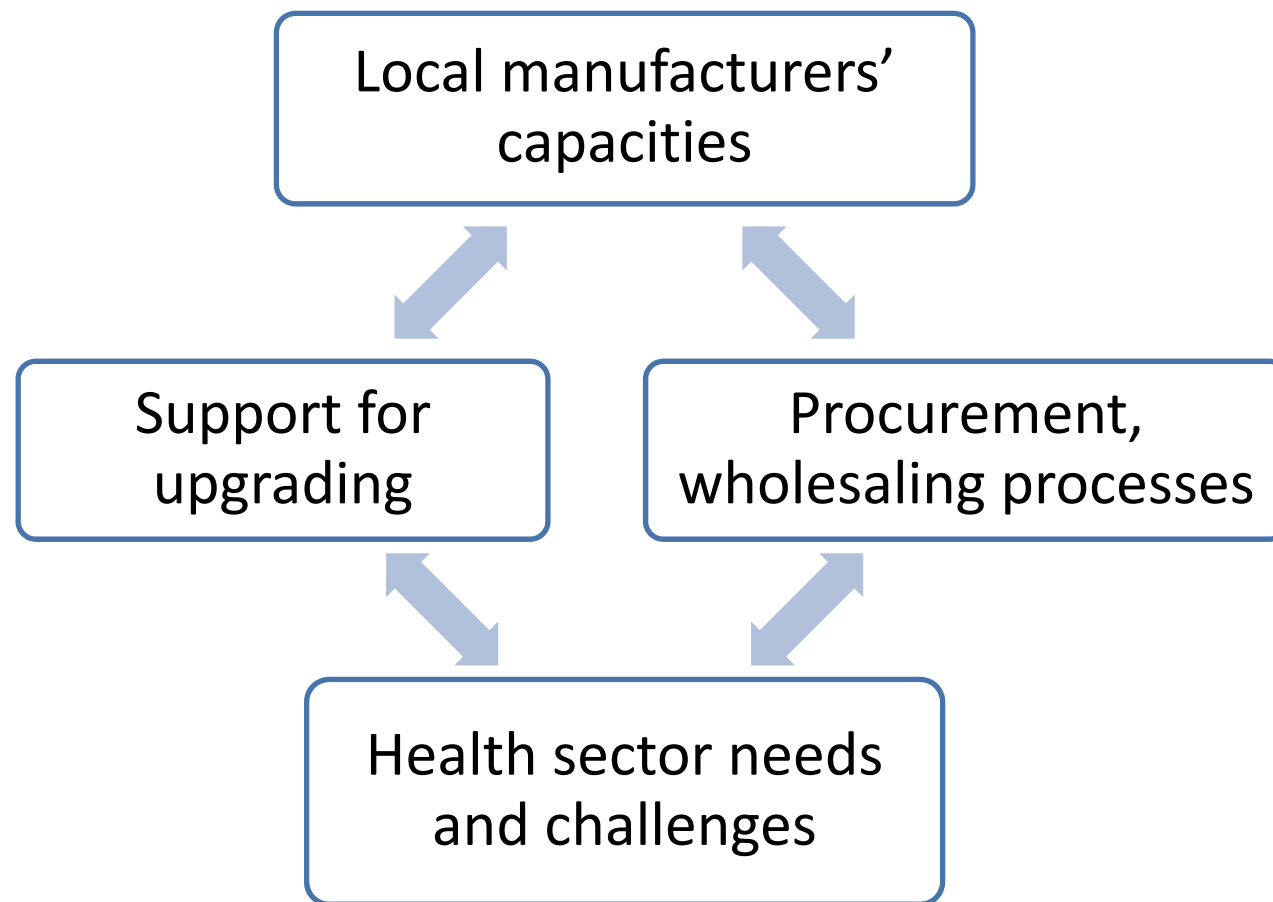 Local manufacturers’
capacities
Support for
upgrading
Procurement,
wholesaling processes
Health sector needs
and challenges